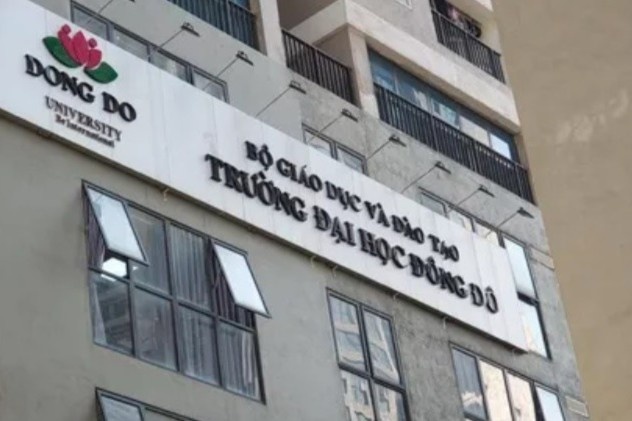 DONG DO
UNIVERSITY
Be International
BỘ GIÁO DỤC VÀ ĐÀO TẠO
TRƯỜNG ĐẠI HỌC ĐÔNG ĐÔ